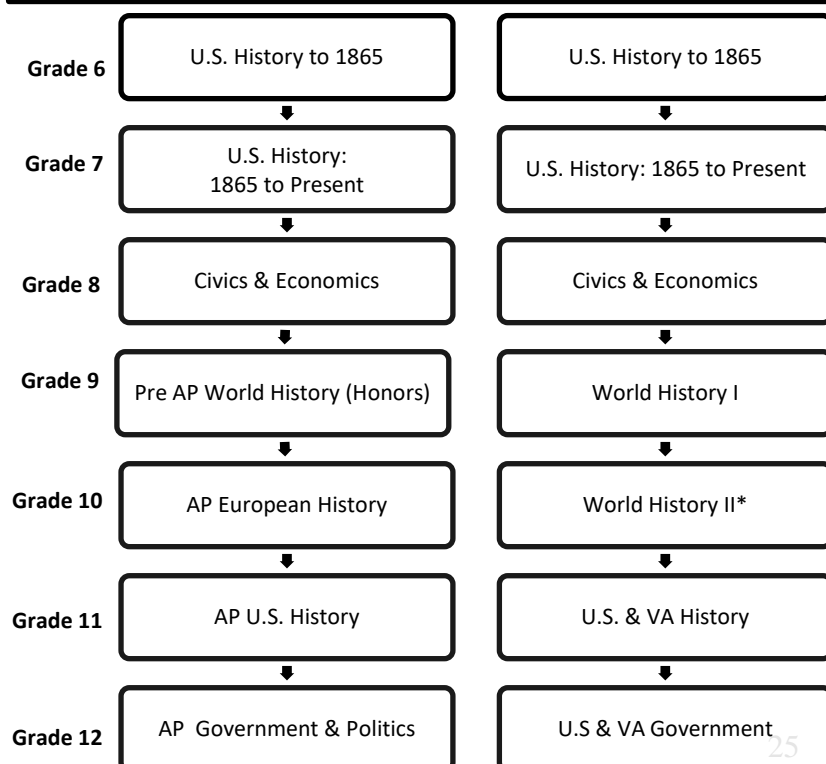 Grade 6
U.S. History to 1865
U.S. History to 1865
Grade 7
U.S. History:
1865 to Present
U.S. History: 1865 to Present
Grade 8
Civics & Economics
Civics & Economics
Grade 9
Pre AP World History (Honors)
World History I
Grade 10
AP European History
World History II*
Grade 11
AP U.S. History
U.S. & VA History
Grade 12
AP Government & Politics
U.S & VA Government
25